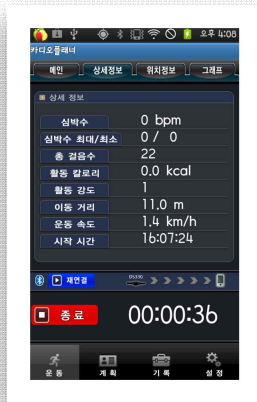 오후 4:08
카디오플래너
메인 상세정보 위치정보 그래프
상세 정보
심박수 0 bpm
심박수 최대/최소 0 / 0
총 걸음수 22
활동 칼로리 0.0 kcal
활동 강도 1
이동 거리 11.0 m
운동 속도 1.4 km/h
시작 시간 16:07:24
재연결 DS330
종료 00:00:36
운동 계획 기록 설정